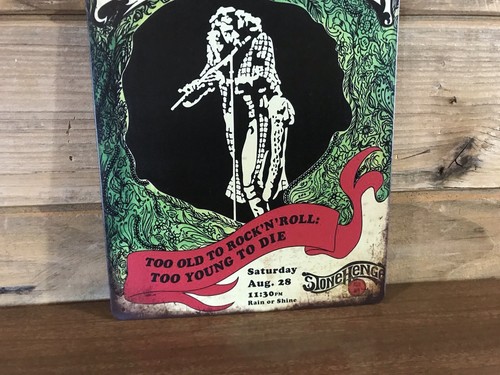 TOO OLD TO ROCK'N'ROLL:
TOO YOUNG TO DIE
Saturday
Aug. 28
11:30PM
Rain or Shine
STONEHENGE